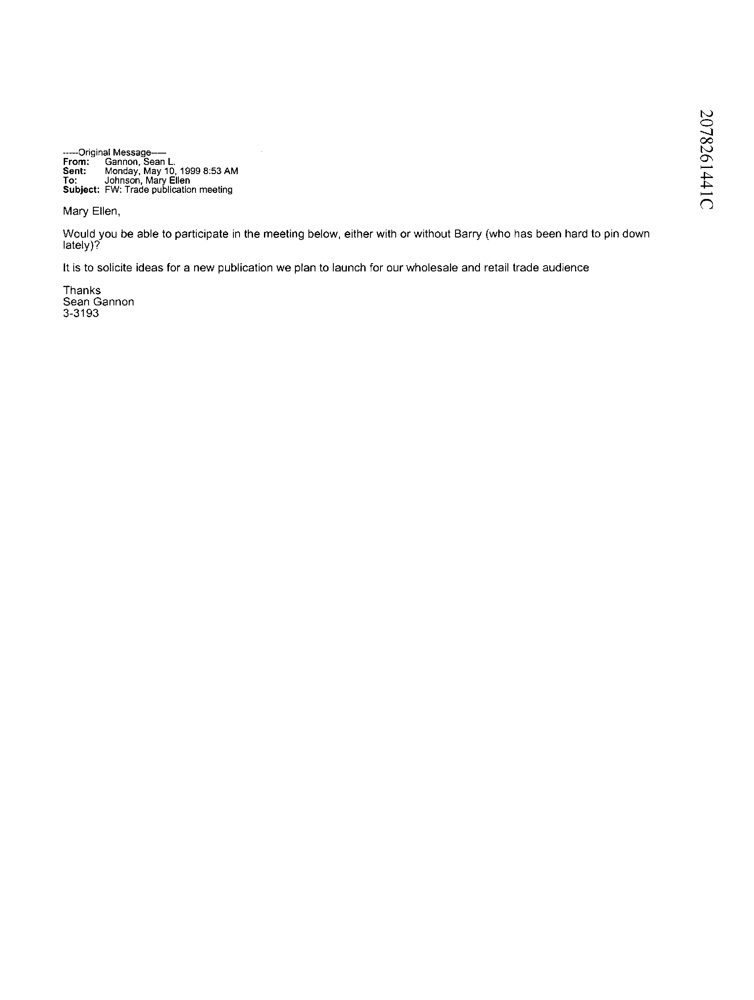 -----Original Message-----
From: Gannon, Sean L.
Sent: Monday, May 10, 1999 8:53 AM
To: Johnson, Mary Ellen
Subject: FW: Trade publication meeting
Mary Ellen,
Would you be able to participate in the meeting below, either with or without Barry (who has been hard to pin down
lately)?
It is to solicite ideas for a new publication we plan to launch for our wholesale and retail trade audience
Thanks
Sean Gannon
3-3193
2078261441C